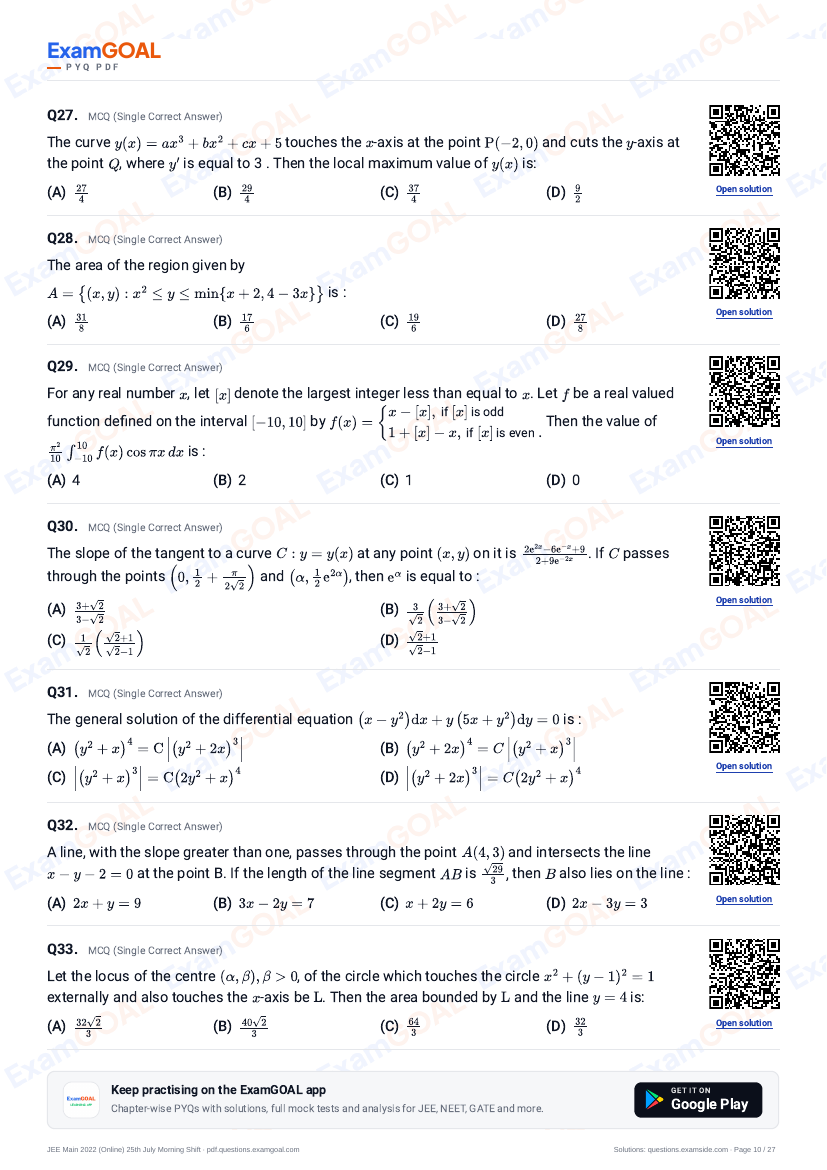 ExamGOAL
PYQ PDF
Q27. MCQ (Single Correct Answer)
The curve y(x) = ax³ + bx² + cx + 5 touches the x-axis at the point P(−2, 0) and cuts the y-axis at
the point Q, where y′ is equal to 3 . Then the local maximum value of y(x) is:
(A) 27/4 (B) 29/4 (C) 37/4 (D) 9/2
Open solution
Q28. MCQ (Single Correct Answer)
The area of the region given by
A = {(x, y) : x² ≤ y ≤ min{x + 2, 4 − 3x}} is :
(A) 31/8 (B) 17/6 (C) 19/6 (D) 27/8
Open solution
Q29. MCQ (Single Correct Answer)
For any real number x, let [x] denote the largest integer less than equal to x. Let f be a real valued
function defined on the interval [−10, 10] by f(x) = { x − [x], if [x] is odd
1 + [x] − x, if [x] is even . Then the value of
π²/10 ∫₋₁₀¹⁰ f(x) cos πx dx is :
(A) 4 (B) 2 (C) 1 (D) 0
Open solution
Q30. MCQ (Single Correct Answer)
The slope of the tangent to a curve C : y = y(x) at any point (x, y) on it is (2e²ˣ − 6e⁻ˣ + 9)/(2 + 9e⁻²ˣ). If C passes
through the points (0, 1/2 + π/(2√2)) and (α, 1/2 e²ᵅ), then eᵅ is equal to :
(A) (3+√2)/(3−√2) (B) 3/√2 ((3+√2)/(3−√2))
(C) 1/√2 ((√2+1)/(√2−1)) (D) (√2+1)/(√2−1)
Open solution
Q31. MCQ (Single Correct Answer)
The general solution of the differential equation (x − y²)dx + y (5x + y²)dy = 0 is :
(A) (y² + x)⁴ = C |(y² + 2x)³| (B) (y² + 2x)⁴ = C |(y² + x)³|
(C) |(y² + x)³| = C(2y² + x)⁴ (D) |(y² + 2x)³| = C(2y² + x)⁴
Open solution
Q32. MCQ (Single Correct Answer)
A line, with the slope greater than one, passes through the point A(4, 3) and intersects the line
x − y − 2 = 0 at the point B. If the length of the line segment AB is √29/3, then B also lies on the line :
(A) 2x + y = 9 (B) 3x − 2y = 7 (C) x + 2y = 6 (D) 2x − 3y = 3
Open solution
Q33. MCQ (Single Correct Answer)
Let the locus of the centre (α, β), β > 0, of the circle which touches the circle x² + (y − 1)² = 1
externally and also touches the x-axis be L. Then the area bounded by L and the line y = 4 is:
(A) 32√2/3 (B) 40√2/3 (C) 64/3 (D) 32/3
Open solution
Keep practising on the ExamGOAL app
Chapter-wise PYQs with solutions, full mock tests and analysis for JEE, NEET, GATE and more.
GET IT ON
Google Play
JEE Main 2022 (Online) 25th July Morning Shift · pdf.questions.examgoal.com
Solutions: questions.examside.com · Page 10 / 27